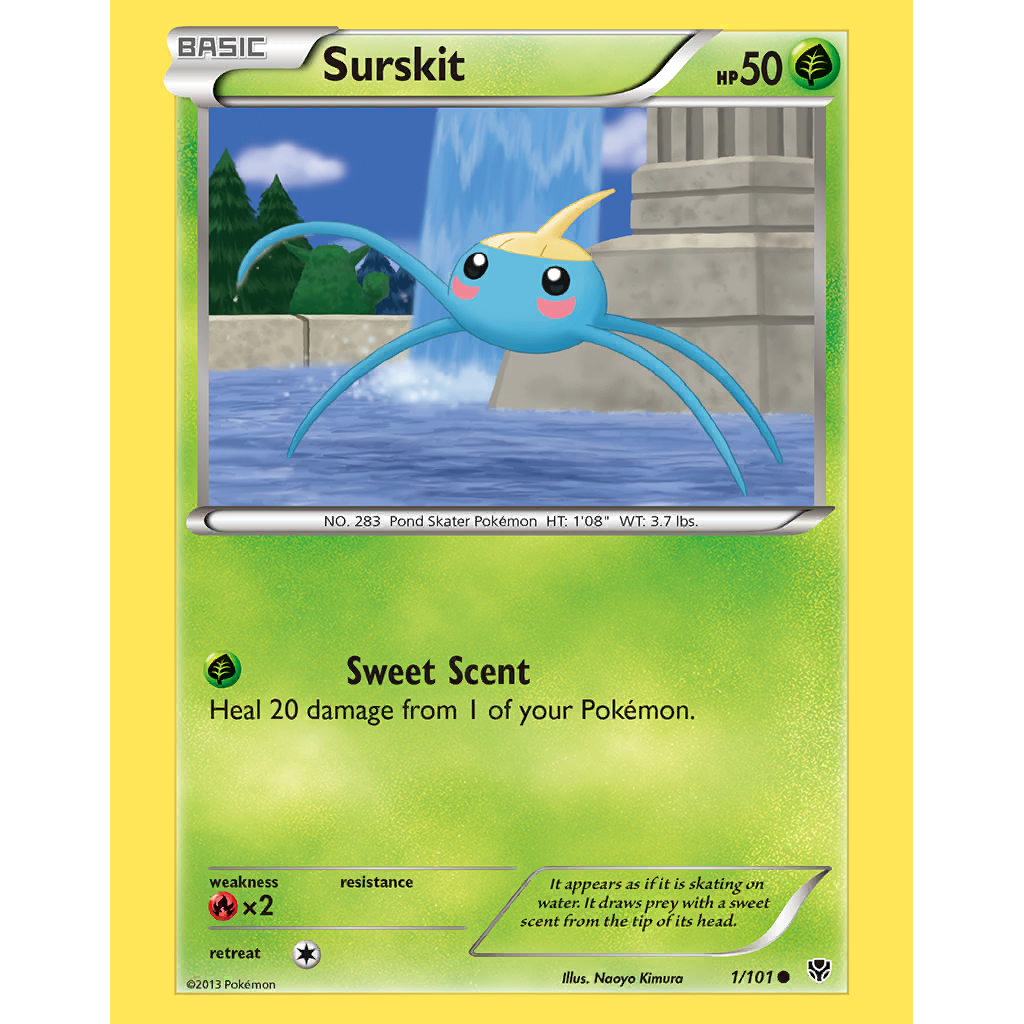 BASIC
Surskit
HP50
NO. 283 Pond Skater Pokémon HT: 1'08" WT: 3.7 lbs.
Sweet Scent
Heal 20 damage from 1 of your Pokémon.
weakness
resistance
×2
It appears as if it is skating on
water. It draws prey with a sweet
scent from the tip of its head.
retreat
©2013 Pokémon
Illus. Naoyo Kimura
1/101